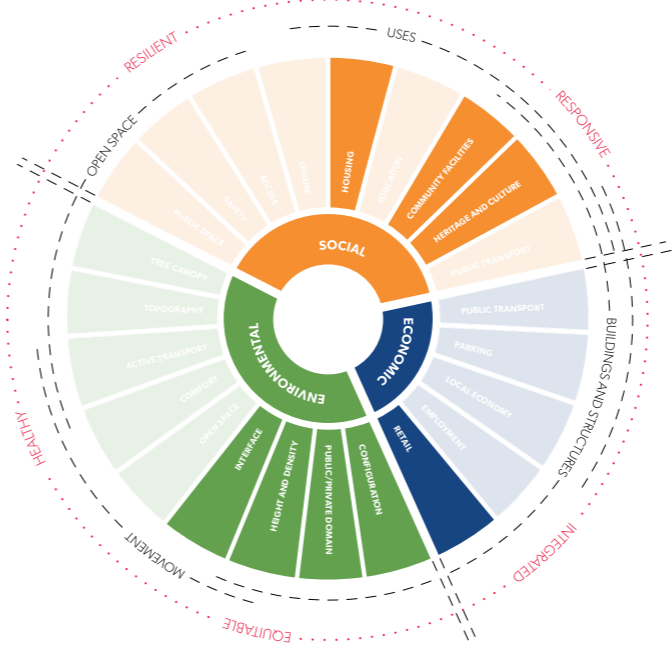 USES
RESPONSIVE
BUILDINGS AND STRUCTURES
INTEGRATED
EQUITABLE
MOVEMENT
HEALTHY
OPEN SPACE
RESILIENT
SOCIAL
PUBLIC SPACE
SAFETY
ACCESS
LEISURE
HOUSING
EDUCATION
COMMUNITY FACILITIES
HERITAGE AND CULTURE
PUBLIC TRANSPORT
ECONOMIC
PUBLIC TRANSPORT
PARKING
LOCAL ECONOMY
EMPLOYMENT
RETAIL
ENVIRONMENTAL
CONFIGURATION
PUBLIC/PRIVATE DOMAIN
HEIGHT AND DENSITY
INTERFACE
OPEN SPACE
COMFORT
ACTIVE TRANSPORT
TOPOGRAPHY
TREE CANOPY